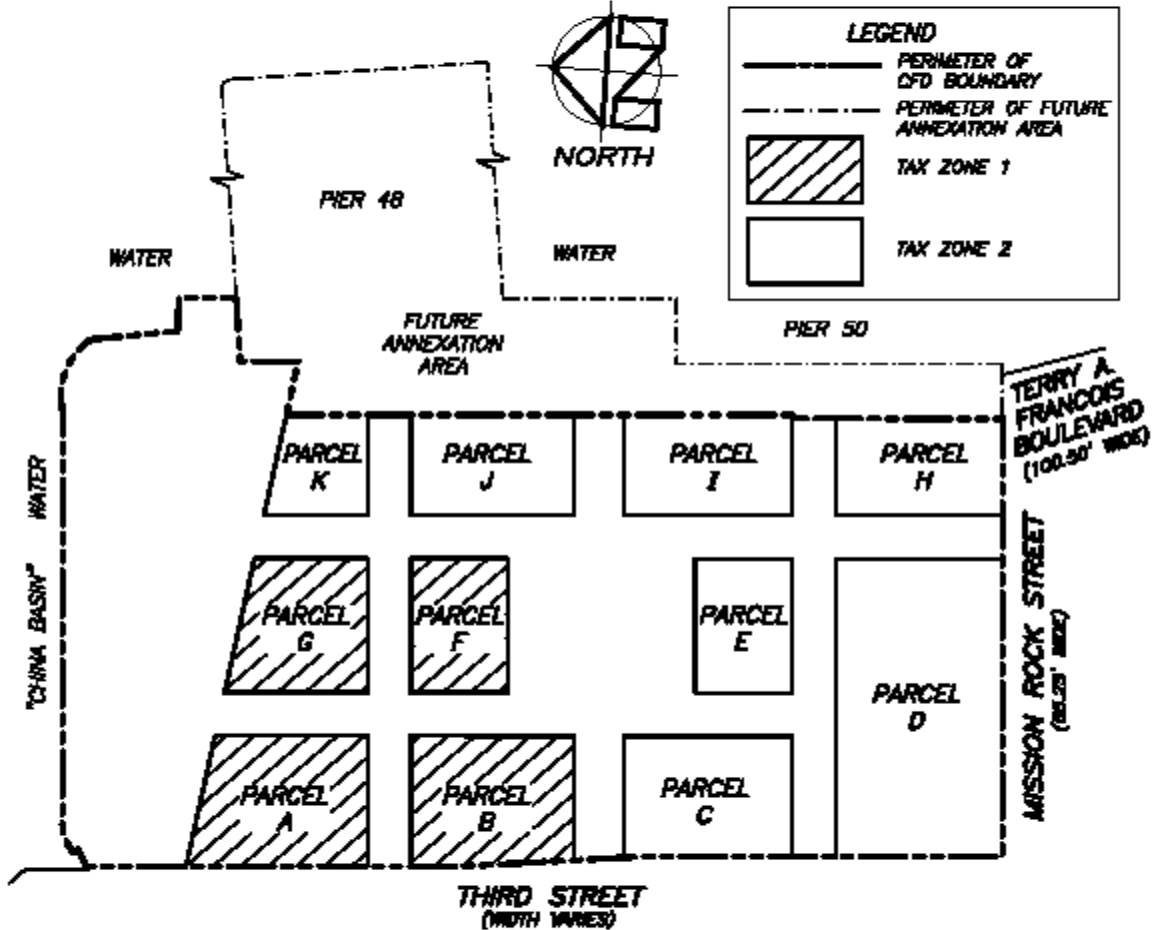 LEGEND
PERIMETER OF
CFD BOUNDARY
PERIMETER OF FUTURE
ANNEXATION AREA
TAX ZONE 1
TAX ZONE 2
NORTH
PIER 48
WATER
WATER
FUTURE
ANNEXATION
AREA
PIER 50
TERRY A.
FRANCOIS
BOULEVARD
(100.50' WIDE)
"CHINA BASIN" WATER
PARCEL
K
PARCEL
J
PARCEL
I
PARCEL
H
PARCEL
G
PARCEL
F
PARCEL
E
PARCEL
D
MISSION ROCK STREET
WIDE)
PARCEL
A
PARCEL
B
PARCEL
C
THIRD STREET
(WIDTH VARIES)